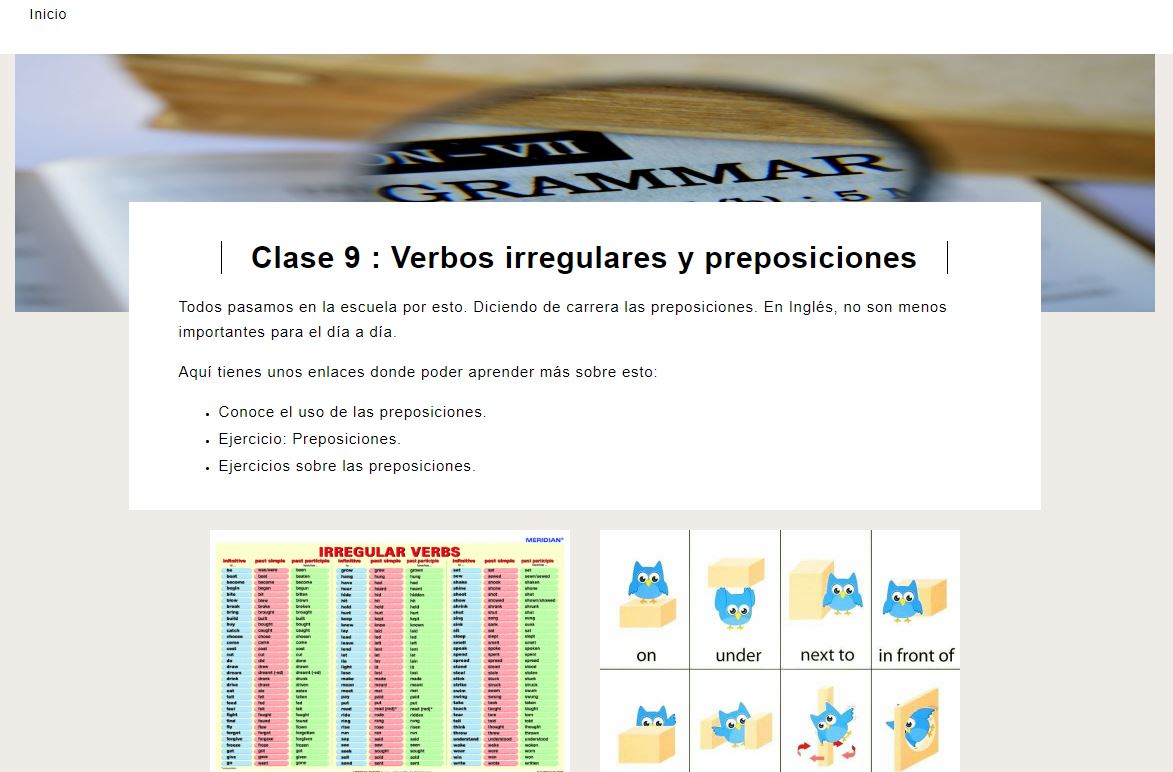 Inicio
ON-VII
GRAMMAR
: 5
Clase 9 : Verbos irregulares y preposiciones
Todos pasamos en la escuela por esto. Diciendo de carrera las preposiciones. En Inglés, no son menos
importantes para el día a día.
Aquí tienes unos enlaces donde poder aprender más sobre esto:
Conoce el uso de las preposiciones.
Ejercicio: Preposiciones.
Ejercicios sobre las preposiciones.
MERIDIAN
IRREGULAR VERBS
infinitive past simple past participle infinitive past simple past participle infinitive past simple past participle
be was/were been grow grew grown set set set
beat beat beaten hang hung hung sew sewed sewn/sewed
become became become have had had shake shook shaken
begin began begun hear heard heard shine shone shone
bite bit bitten hide hid hidden shoot shot shot
blow blew blown hit hit hit show showed shown/showed
break broke broken hold held held shrink shrank shrunk
bring brought brought hurt hurt hurt shut shut shut
build built built keep kept kept sing sang sung
buy bought bought know knew known sink sank sunk
catch caught caught lay laid laid sit sat sat
choose chose chosen lead led led sleep slept slept
come came come leave left left smell smelt smelt
cost cost cost lend lent lent speak spoke spoken
cut cut cut let let let spend spent spent
do did done lie lay lain spread spread spread
draw drew drawn light lit lit stand stood stood
dream dreamt (-ed) dreamt (-ed) lose lost lost steal stole stolen
drink drank drunk make made made stick stuck stuck
drive drove driven mean meant meant strike struck struck
eat ate eaten meet met met swim swam swum
fall fell fallen pay paid paid swing swung swung
feed fed fed put put put take took taken
feel felt felt read read (red)* read (red)* teach taught taught
fight fought fought ride rode ridden tear tore torn
find found found ring rang rung tell told told
fly flew flown rise rose risen think thought thought
forget forgot forgotten run ran run throw threw thrown
forgive forgave forgiven say said said understand understood understood
freeze froze frozen see saw seen wake woke woken
get got got seek sought sought wear wore worn
give gave given sell sold sold win won won
go went gone send sent sent write wrote written
on under next to in front of